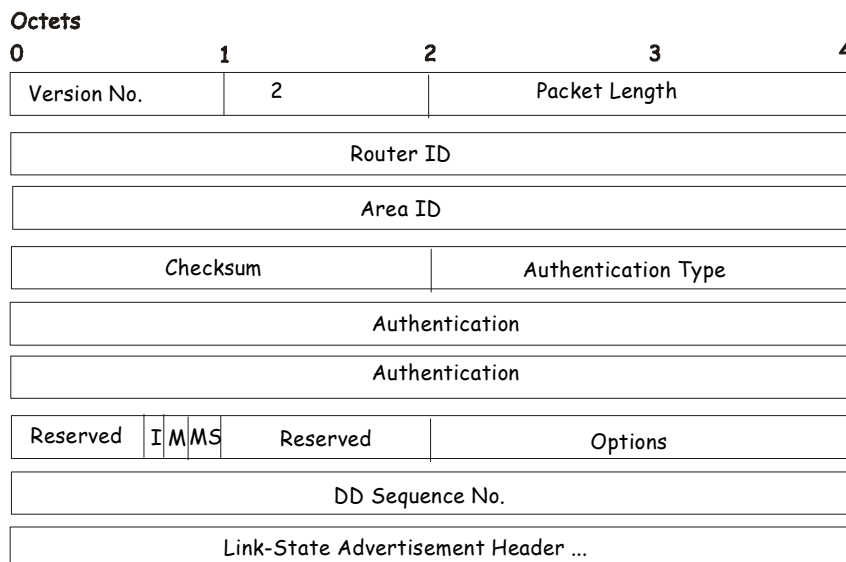 Octets
0 1 2 3 4
Version No. 2 Packet Length
Router ID
Area ID
Checksum Authentication Type
Authentication
Authentication
Reserved I M MS Reserved Options
DD Sequence No.
Link-State Advertisement Header ...